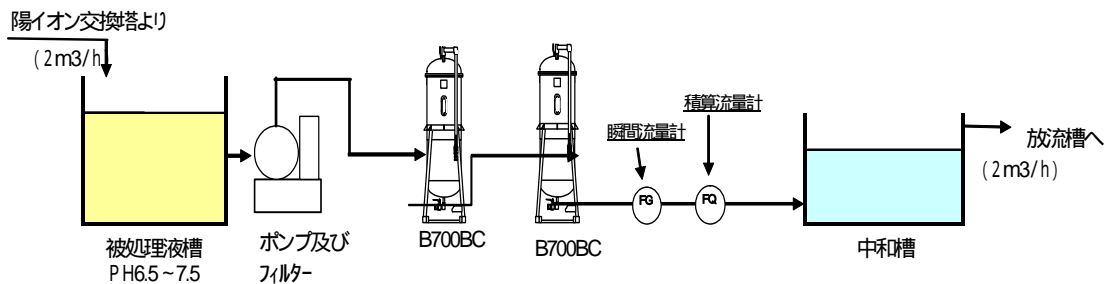 陽イオン交換塔より
(2m3/h)
被処理液槽
PH6.5~7.5
ポンプ及び
フィルター
B700BC
B700BC
瞬間流量計
積算流量計
FG
FQ
中和槽
放流槽へ
(2m3/h)